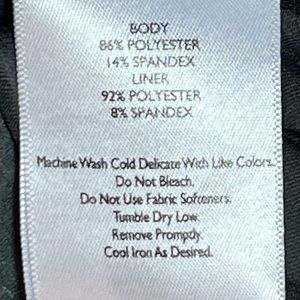 BODY
86% POLYESTER
14% SPANDEX
LINER
92% POLYESTER
8% SPANDEX
Machine Wash Cold Delicate With Like Colors.
Do Not Bleach.
Do Not Use Fabric Softeners.
Tumble Dry Low.
Remove Promptly.
Cool Iron As Desired.